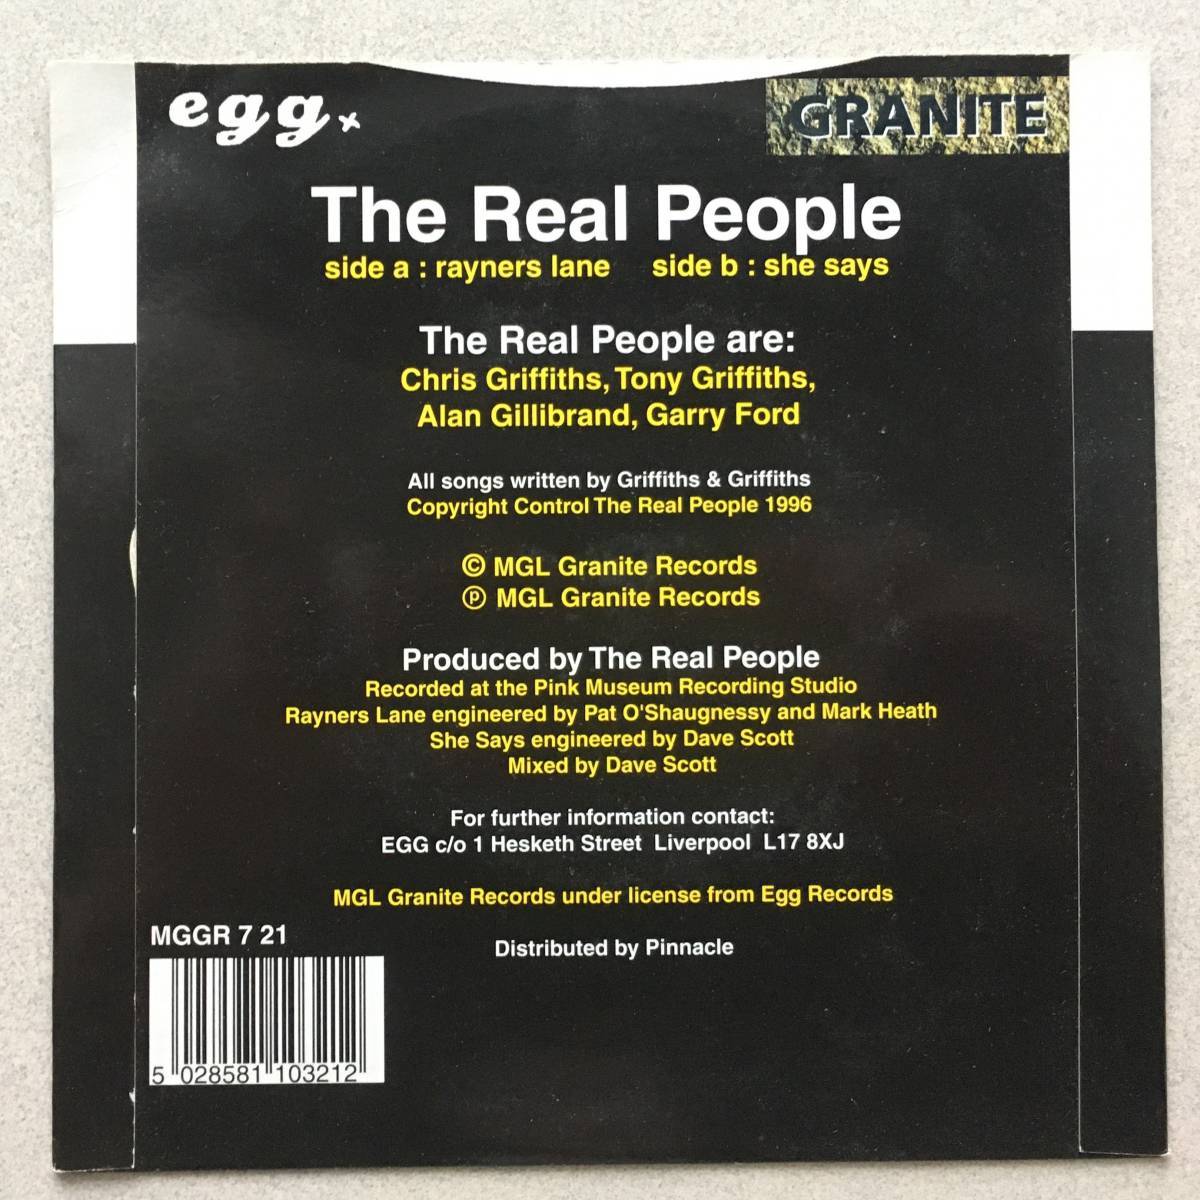 egg x
GRANITE
The Real People
side a : rayners lane side b : she says
The Real People are:
Chris Griffiths, Tony Griffiths,
Alan Gillibrand, Garry Ford
All songs written by Griffiths & Griffiths
Copyright Control The Real People 1996
© MGL Granite Records
℗ MGL Granite Records
Produced by The Real People
Recorded at the Pink Museum Recording Studio
Rayners Lane engineered by Pat O'Shaugnessy and Mark Heath
She Says engineered by Dave Scott
Mixed by Dave Scott
For further information contact:
EGG c/o 1 Hesketh Street Liverpool L17 8XJ
MGL Granite Records under license from Egg Records
Distributed by Pinnacle
MGGR 7 21
5 028581 103212